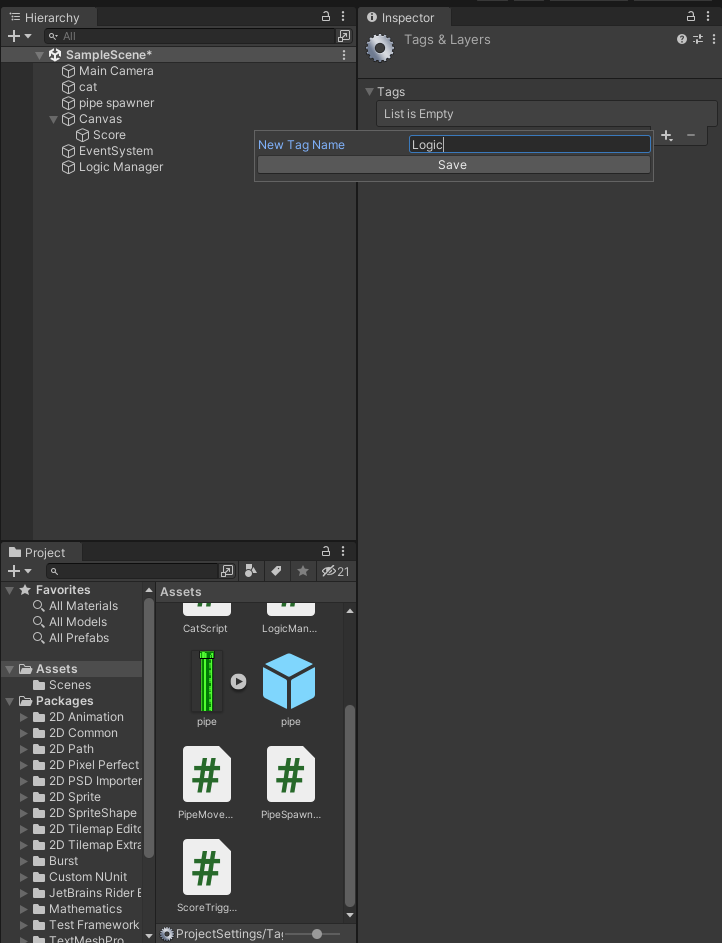 Hierarchy
All
SampleScene*
Main Camera
cat
pipe spawner
Canvas
Score
EventSystem
Logic Manager
Inspector
Tags & Layers
Tags
List is Empty
New Tag Name
Logic
Save
Project
21
Favorites
All Materials
All Models
All Prefabs
Assets
Scenes
Packages
2D Animation
2D Common
2D Path
2D Pixel Perfect
2D PSD Importer
2D Sprite
2D SpriteShape
2D Tilemap Edito
2D Tilemap Extra
Burst
Custom NUnit
JetBrains Rider E
Mathematics
Test Framework
TextMeshPro
Assets
CatScript
LogicMan...
pipe
pipe
PipeMove...
PipeSpawn...
ScoreTrigg...
ProjectSettings/Tag